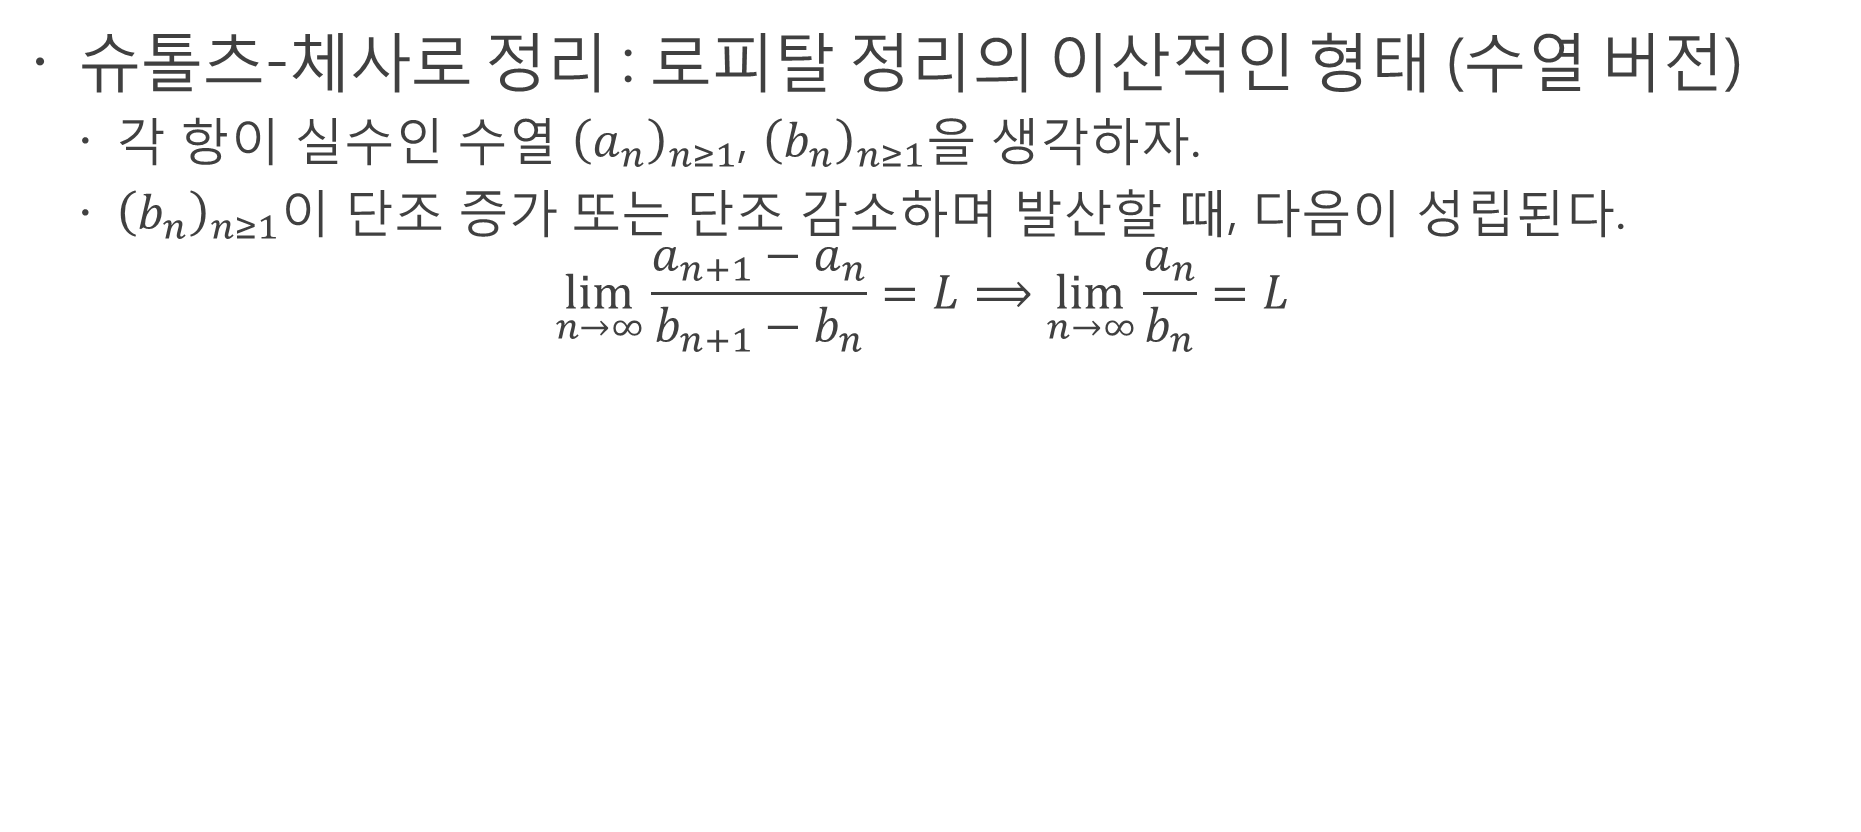 · 슈톨츠-체사로 정리 : 로피탈 정리의 이산적인 형태 (수열 버전)
· 각 항이 실수인 수열 (aₙ)ₙ≥₁, (bₙ)ₙ≥₁을 생각하자.
· (bₙ)ₙ≥₁이 단조 증가 또는 단조 감소하며 발산할 때, 다음이 성립된다.
lim_{n→∞} (a_{n+1} − a_n)/(b_{n+1} − b_n) = L ⟹ lim_{n→∞} a_n/b_n = L